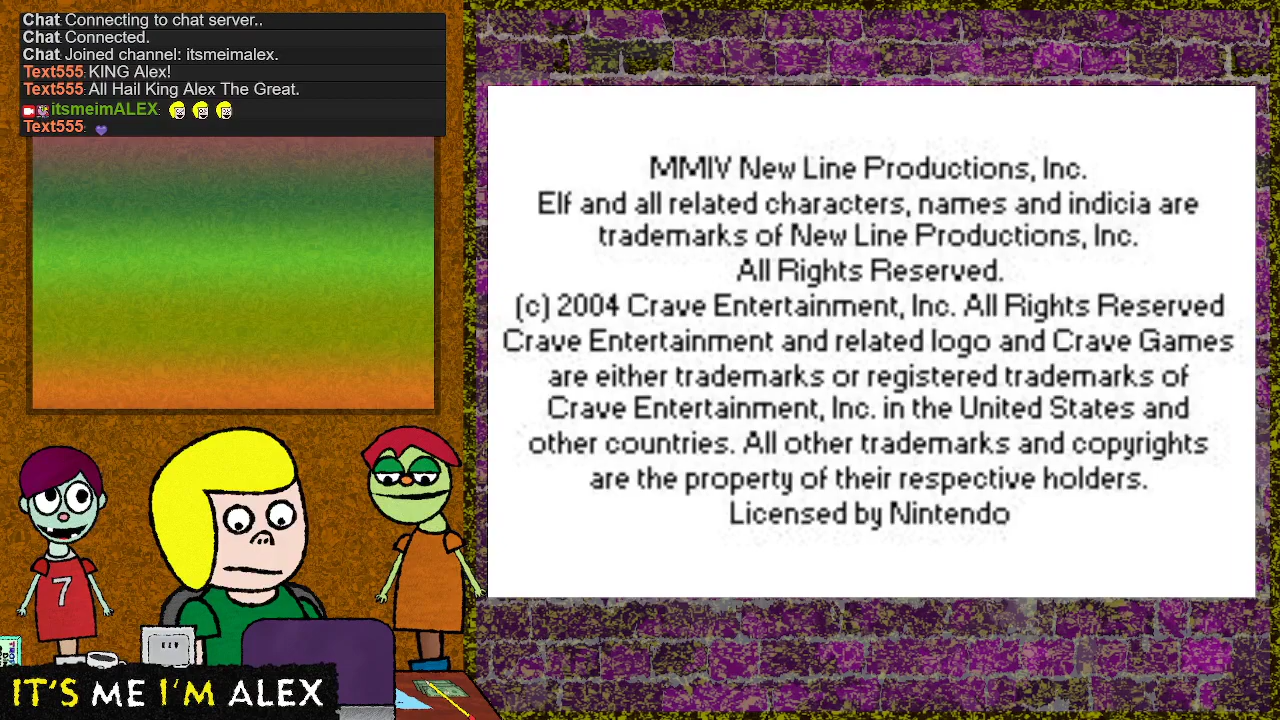 Chat Connecting to chat server..
Chat Connected.
Chat Joined channel: itsmeimalex.
Text555: KING Alex!
Text555: All Hail King Alex The Great.
itsmeimALEX:
Text555:
MMIV New Line Productions, Inc.
Elf and all related characters, names and indicia are
trademarks of New Line Productions, Inc.
All Rights Reserved.
(c) 2004 Crave Entertainment, Inc. All Rights Reserved
Crave Entertainment and related logo and Crave Games
are either trademarks or registered trademarks of
Crave Entertainment, Inc. in the United States and
other countries. All other trademarks and copyrights
are the property of their respective holders.
Licensed by Nintendo
7
IT'S ME I'M ALEX